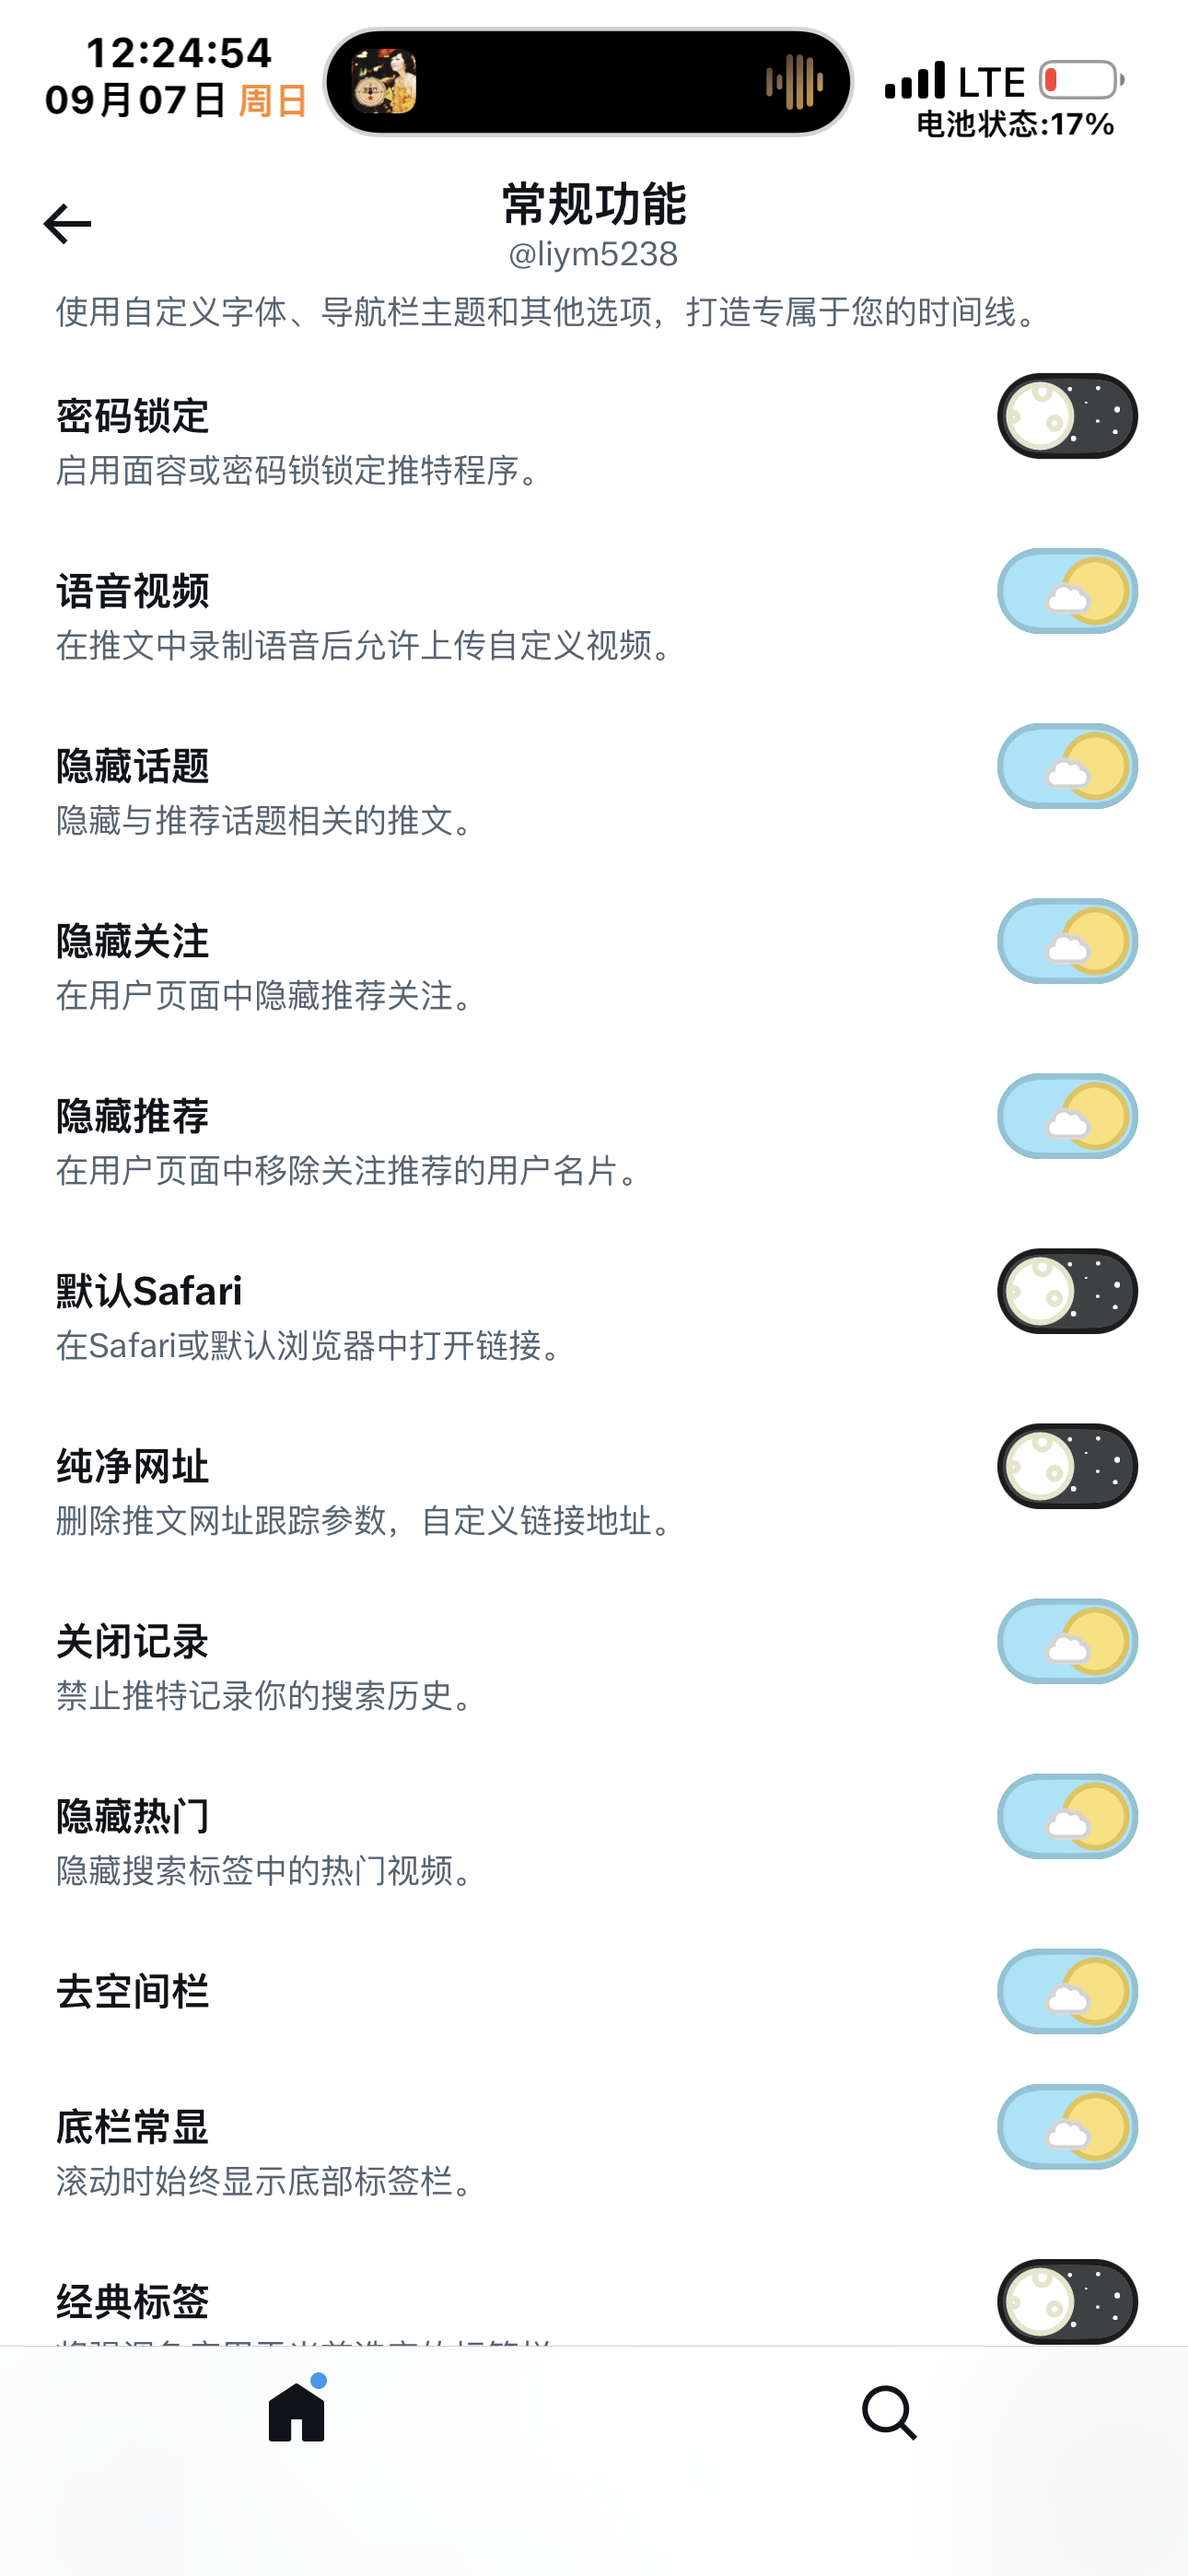 12:24:54
09月07日 周日
LTE
电池状态:17%
常规功能
@liym5238
使用自定义字体、导航栏主题和其他选项，打造专属于您的时间线。
密码锁定
启用面容或密码锁锁定推特程序。
语音视频
在推文中录制语音后允许上传自定义视频。
隐藏话题
隐藏与推荐话题相关的推文。
隐藏关注
在用户页面中隐藏推荐关注。
隐藏推荐
在用户页面中移除关注推荐的用户名片。
默认Safari
在Safari或默认浏览器中打开链接。
纯净网址
删除推文网址跟踪参数，自定义链接地址。
关闭记录
禁止推特记录你的搜索历史。
隐藏热门
隐藏搜索标签中的热门视频。
去空间栏
底栏常显
滚动时始终显示底部标签栏。
经典标签